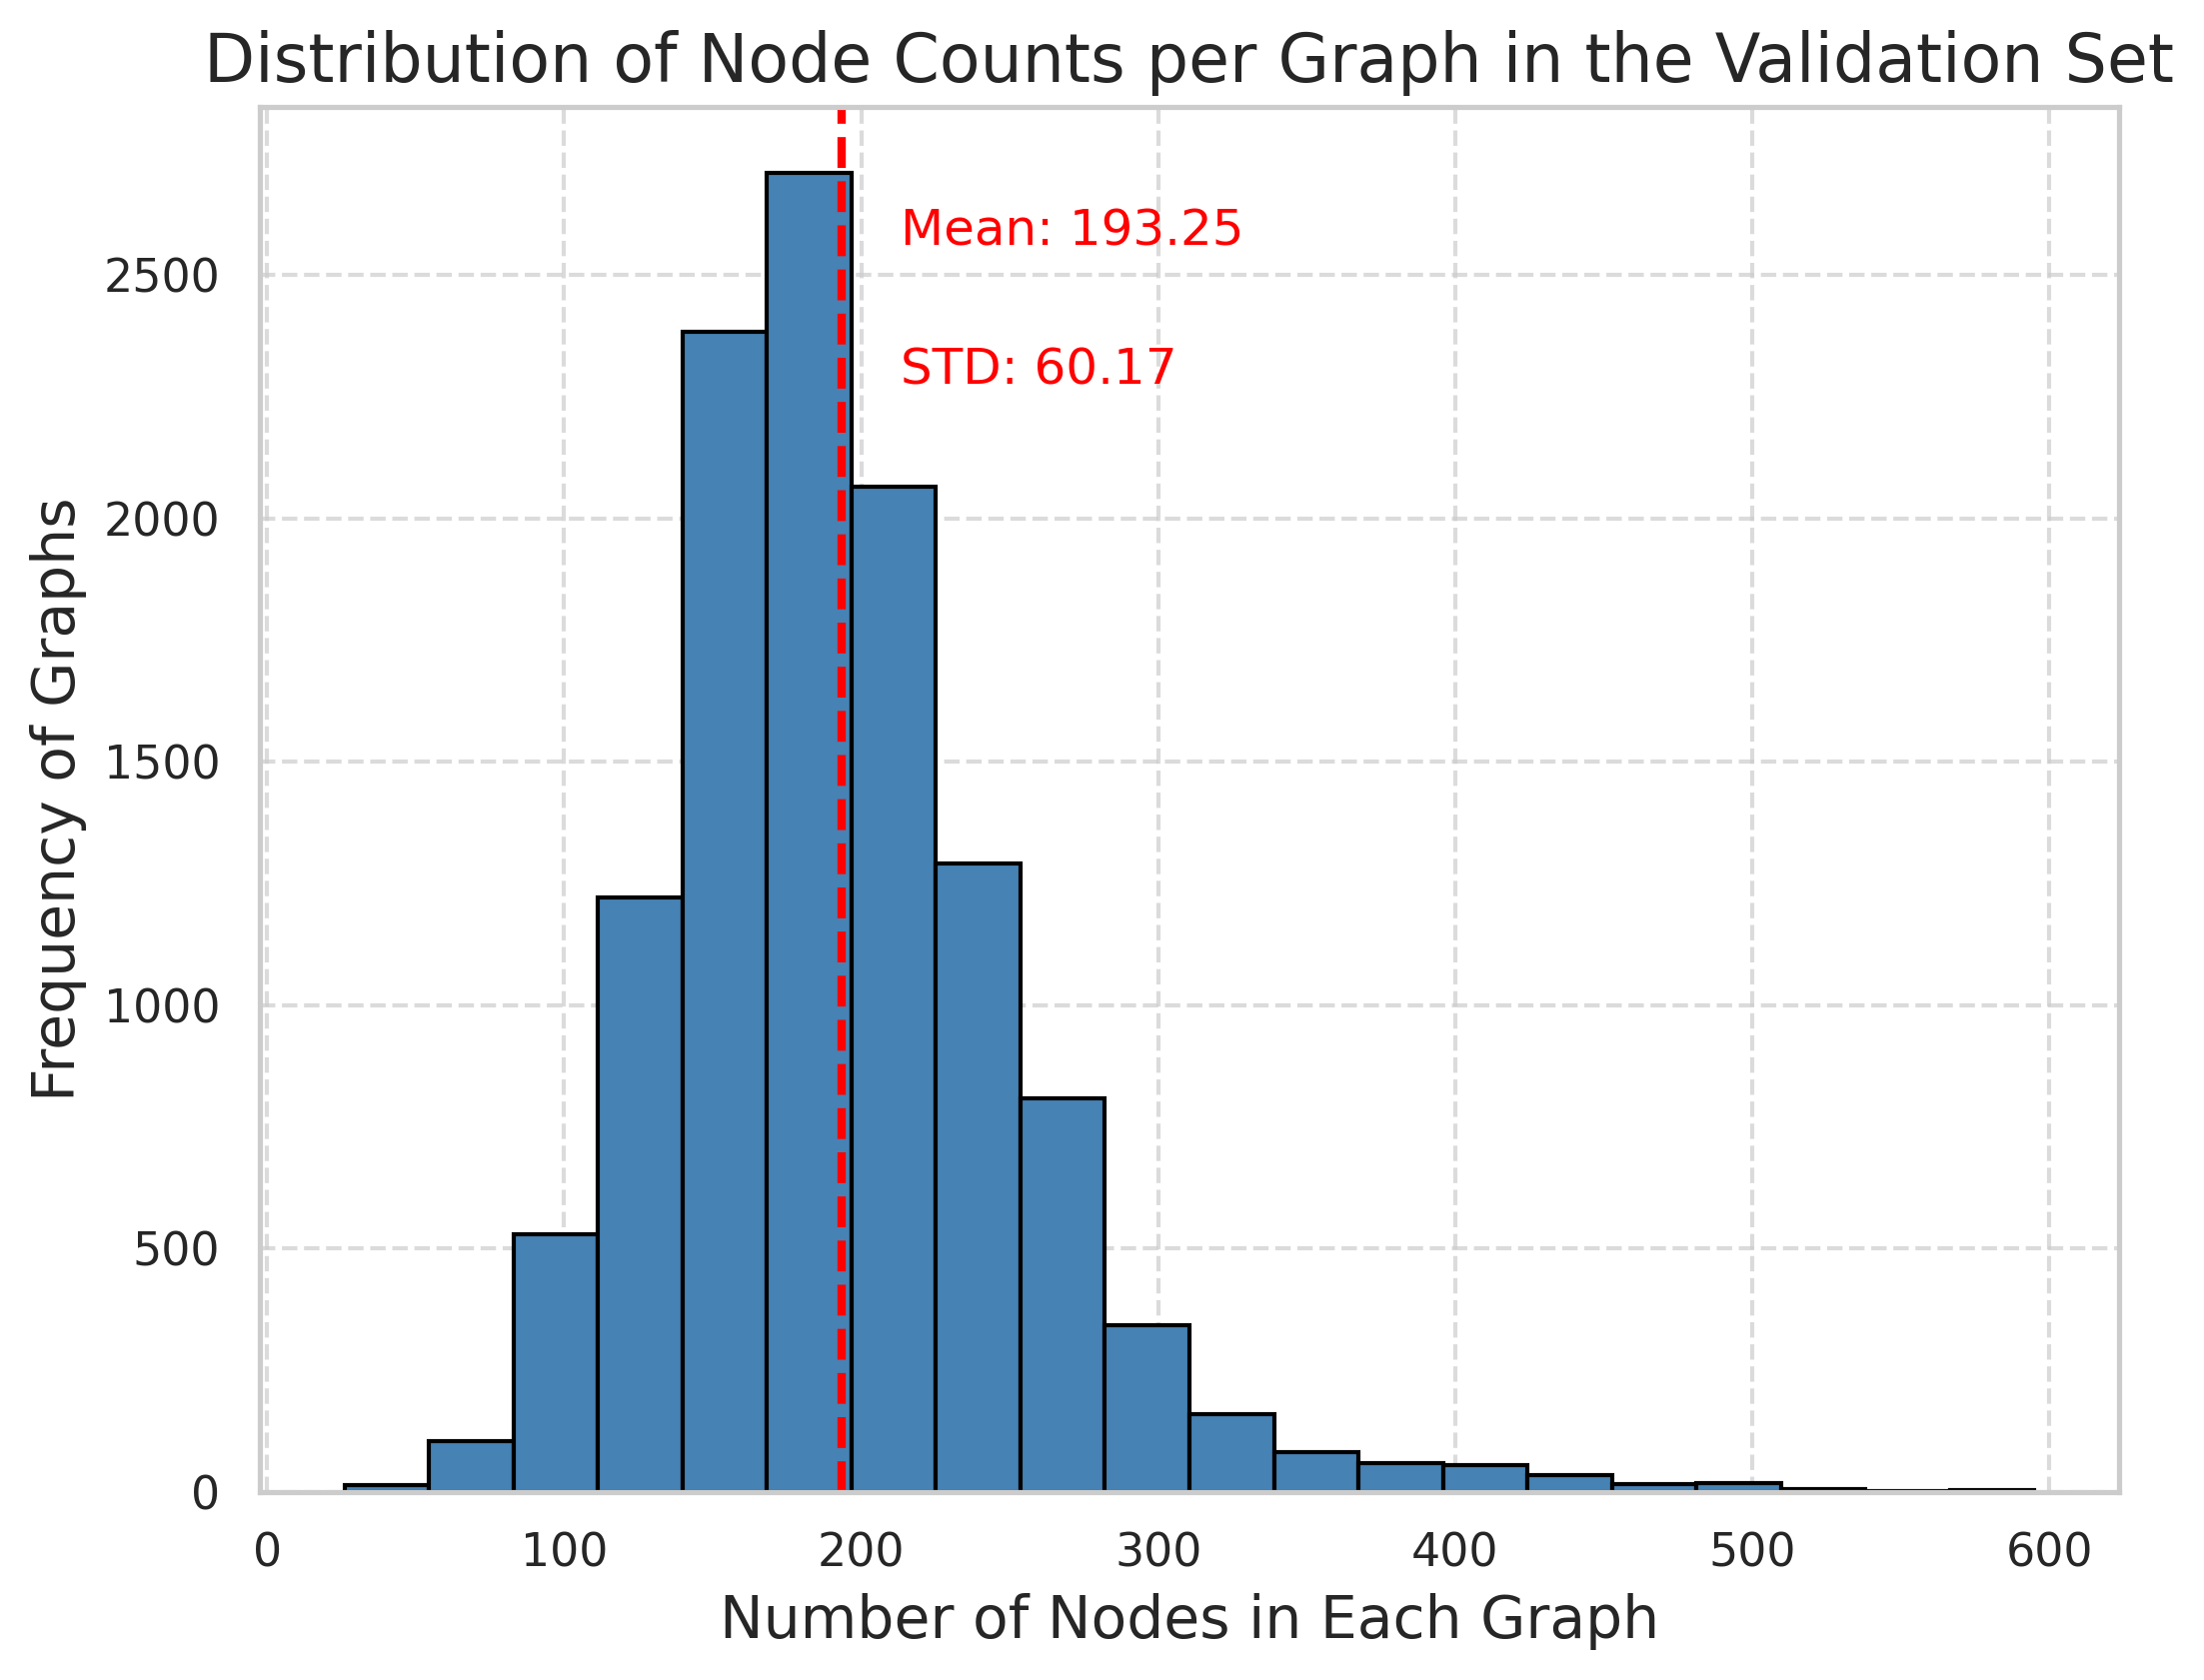 Distribution of Node Counts per Graph in the Validation Set
Mean: 193.25
STD: 60.17
Frequency of Graphs
2500
2000
1500
1000
500
0
0 100 200 300 400 500 600
Number of Nodes in Each Graph